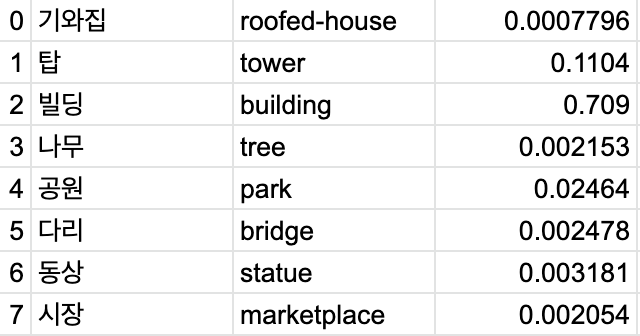 0 기와집 roofed-house 0.0007796
1 탑 tower 0.1104
2 빌딩 building 0.709
3 나무 tree 0.002153
4 공원 park 0.02464
5 다리 bridge 0.002478
6 동상 statue 0.003181
7 시장 marketplace 0.002054